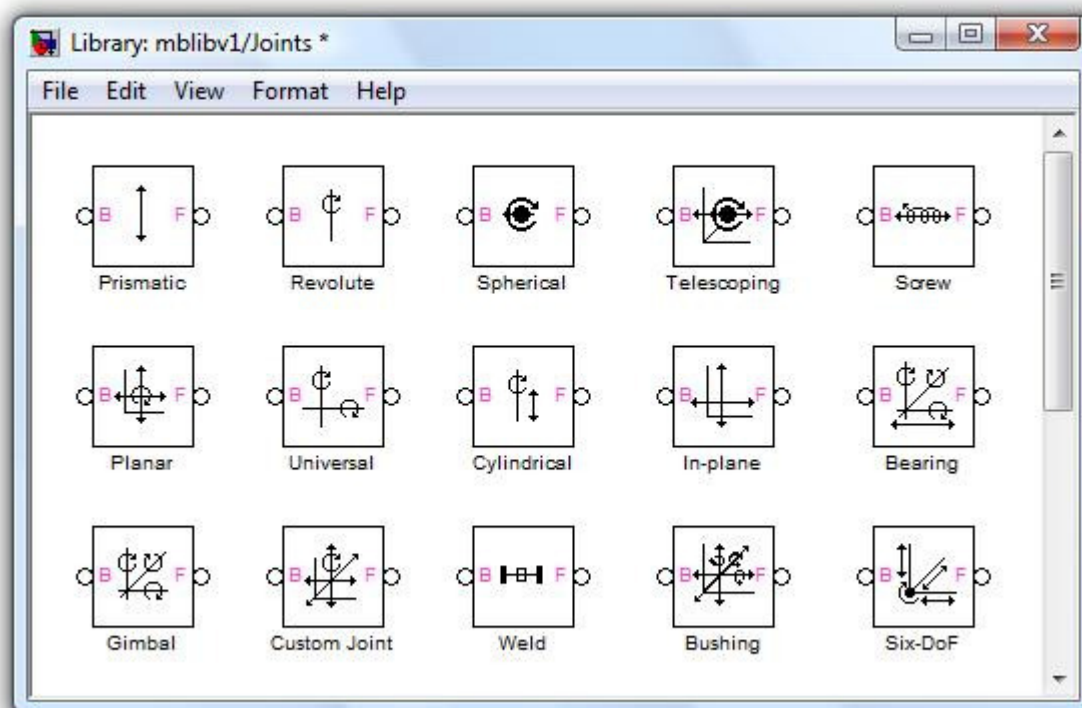 Library: mblibv1/Joints *
File Edit View Format Help
B F B F B F B F B F
Prismatic Revolute Spherical Telescoping Screw
B F B F B F B F B F
Planar Universal Cylindrical In-plane Bearing
B F B F B F B F B F
Gimbal Custom Joint Weld Bushing Six-DoF